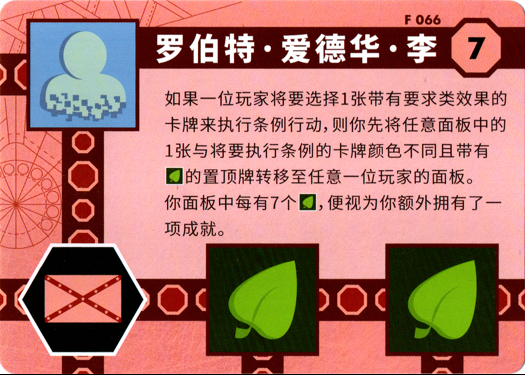 F 066
罗伯特·爱德华·李
7
如果一位玩家将要选择1张带有要求类效果的
卡牌来执行条例行动,则你先将任意面板中的
1张与将要执行条例的卡牌颜色不同且带有
的置顶牌转移至任意一位玩家的面板。
你面板中每有7个,便视为你额外拥有了一
项成就。